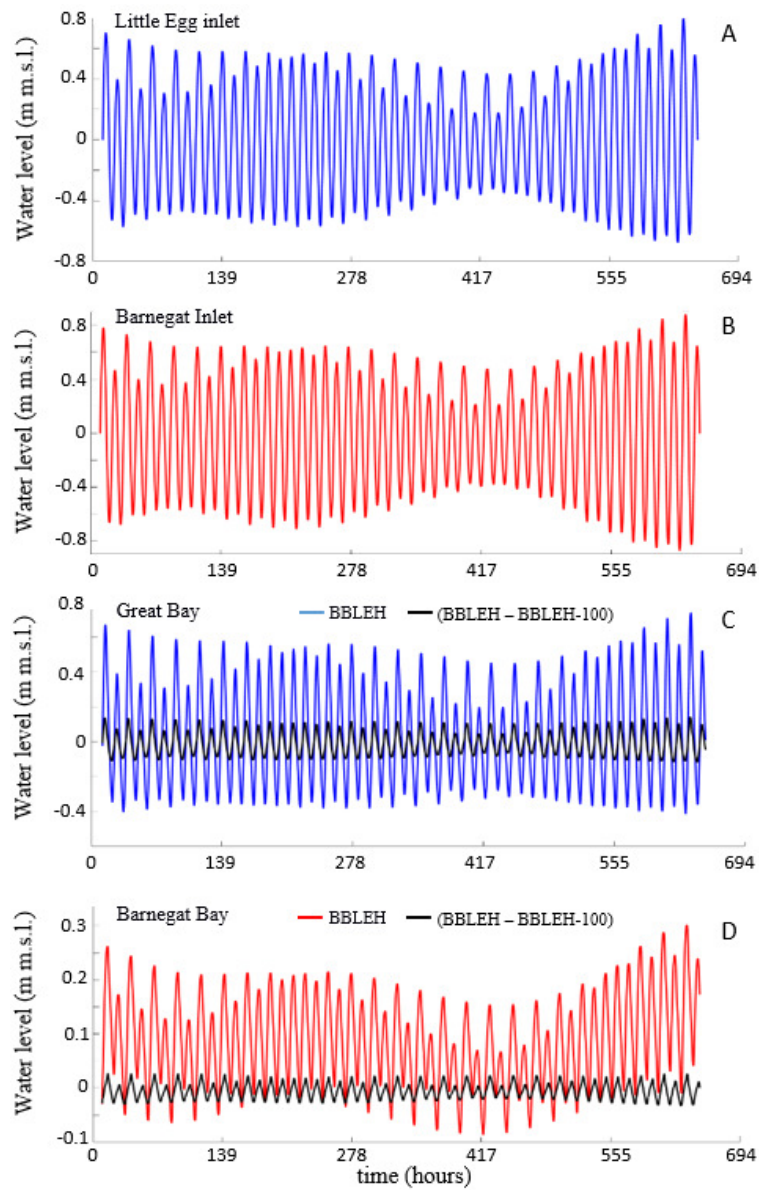 Little Egg inlet
A
Water level (m m.s.l.)
0.8
0.4
0
-0.4
-0.8
0 139 278 417 555 694
Barnegat Inlet
B
Water level (m m.s.l.)
0.8
0.4
0
-0.4
-0.8
0 139 278 417 555 694
Great Bay
BBLEH (BBLEH – BBLEH-100)
C
Water level (m m.s.l.)
0.8
0.4
0
-0.4
0 139 278 417 555 694
Barnegat Bay
BBLEH (BBLEH – BBLEH-100)
D
Water level (m m.s.l.)
0.3
0.2
0.1
0
-0.1
0 139 278 417 555 694
time (hours)